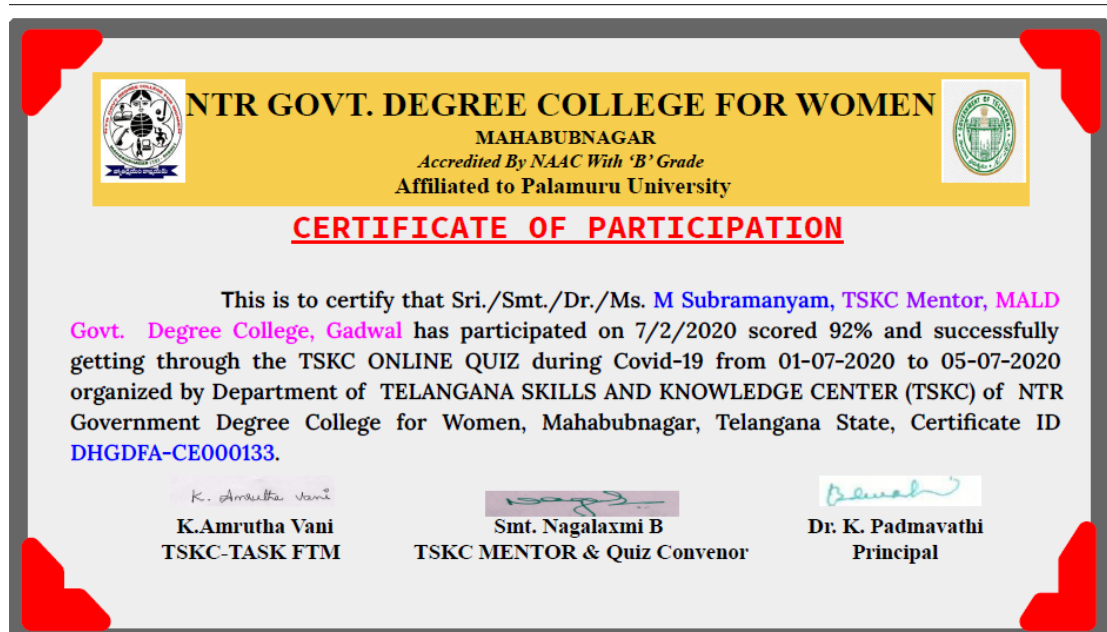 NTR GOVT. DEGREE COLLEGE FOR WOMEN
MAHABUBNAGAR
Accredited By NAAC With ‘B’ Grade
Affiliated to Palamuru University
CERTIFICATE OF PARTICIPATION
This is to certify that Sri./Smt./Dr./Ms. M Subramanyam, TSKC Mentor, MALD
Govt. Degree College, Gadwal has participated on 7/2/2020 scored 92% and successfully
getting through the TSKC ONLINE QUIZ during Covid-19 from 01-07-2020 to 05-07-2020
organized by Department of TELANGANA SKILLS AND KNOWLEDGE CENTER (TSKC) of NTR
Government Degree College for Women, Mahabubnagar, Telangana State, Certificate ID
DHGDFA-CE000133.
K. Amrutha Vani
K.Amrutha Vani
TSKC-TASK FTM
Smt. Nagalaxmi B
TSKC MENTOR & Quiz Convenor
Dr. K. Padmavathi
Principal